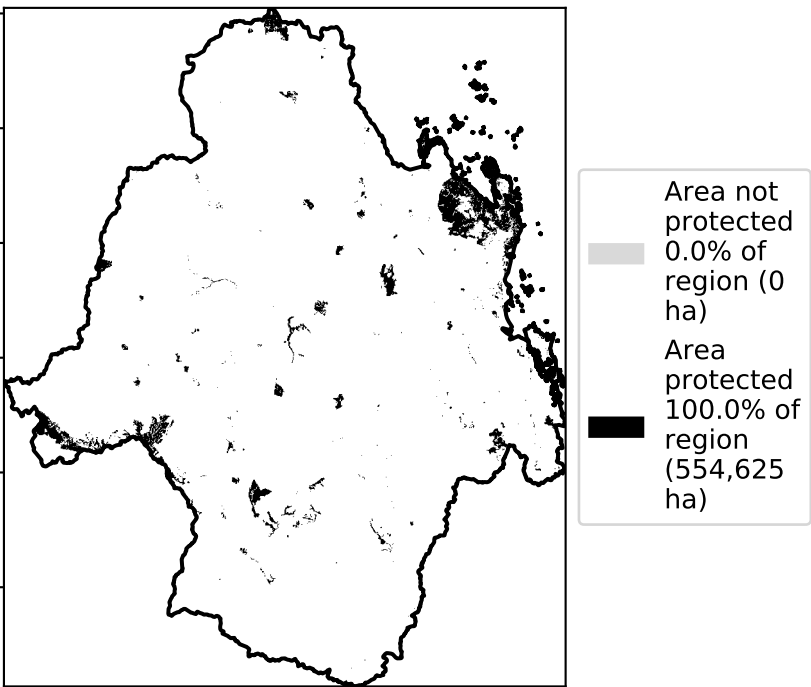 Area not
protected
0.0% of
region (0
ha)
Area
protected
100.0% of
region
(554,625
ha)